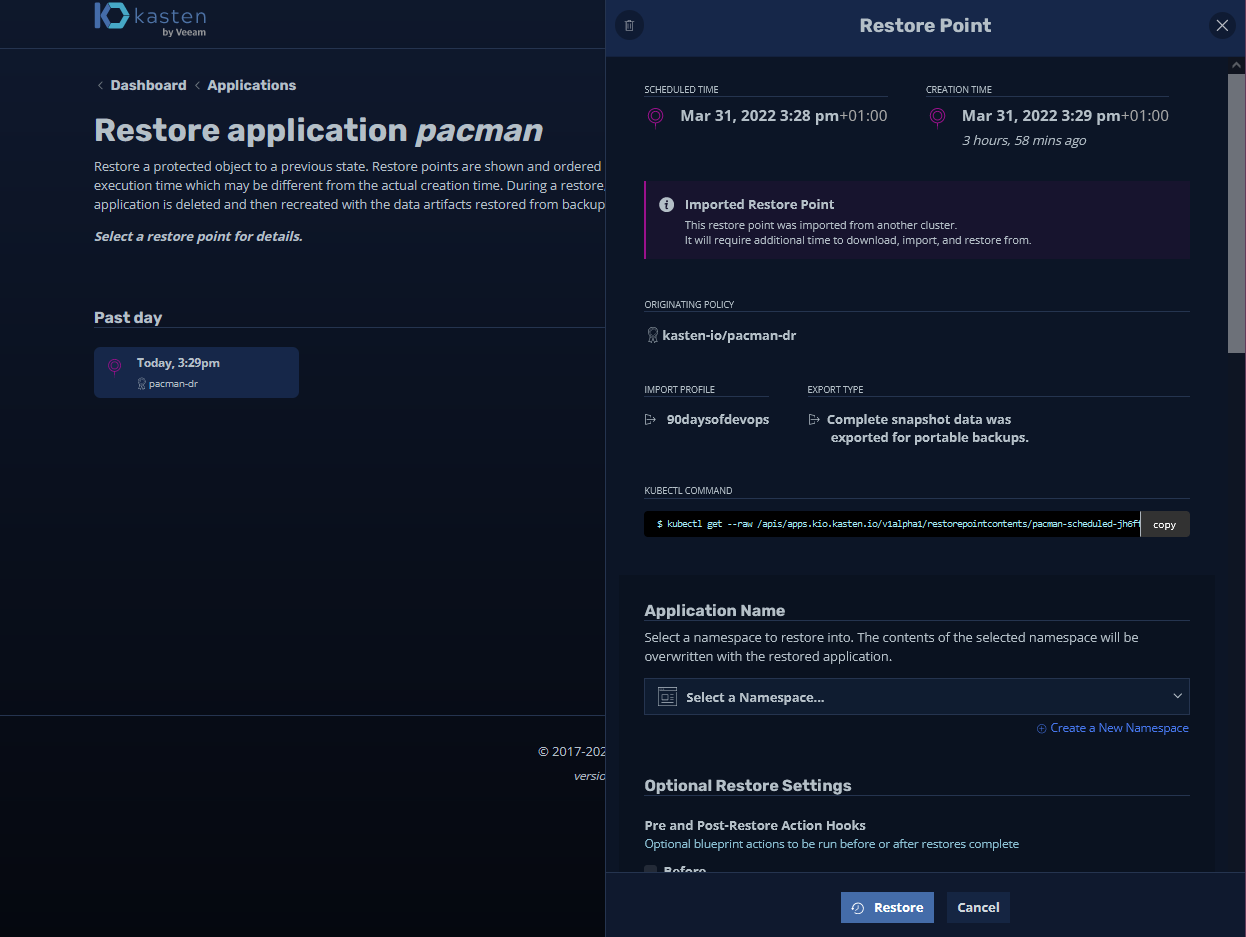 kasten
by Veeam
Dashboard
Applications
Restore application pacman
Restore a protected object to a previous state. Restore points are shown and ordered
execution time which may be different from the actual creation time. During a restore,
application is deleted and then recreated with the data artifacts restored from backup
Select a restore point for details.
Past day
Today, 3:29pm
pacman-dr
© 2017-202
versio
Restore Point
SCHEDULED TIME
Mar 31, 2022 3:28 pm+01:00
CREATION TIME
Mar 31, 2022 3:29 pm+01:00
3 hours, 58 mins ago
Imported Restore Point
This restore point was imported from another cluster.
It will require additional time to download, import, and restore from.
ORIGINATING POLICY
kasten-io/pacman-dr
IMPORT PROFILE
90daysofdevops
EXPORT TYPE
Complete snapshot data was
exported for portable backups.
KUBECTL COMMAND
$ kubectl get --raw /apis/apps.kio.kasten.io/v1alpha1/restorepointcontents/pacman-scheduled-jh6f
copy
Application Name
Select a namespace to restore into. The contents of the selected namespace will be
overwritten with the restored application.
Select a Namespace...
Create a New Namespace
Optional Restore Settings
Pre and Post-Restore Action Hooks
Optional blueprint actions to be run before or after restores complete
Before
Restore
Cancel